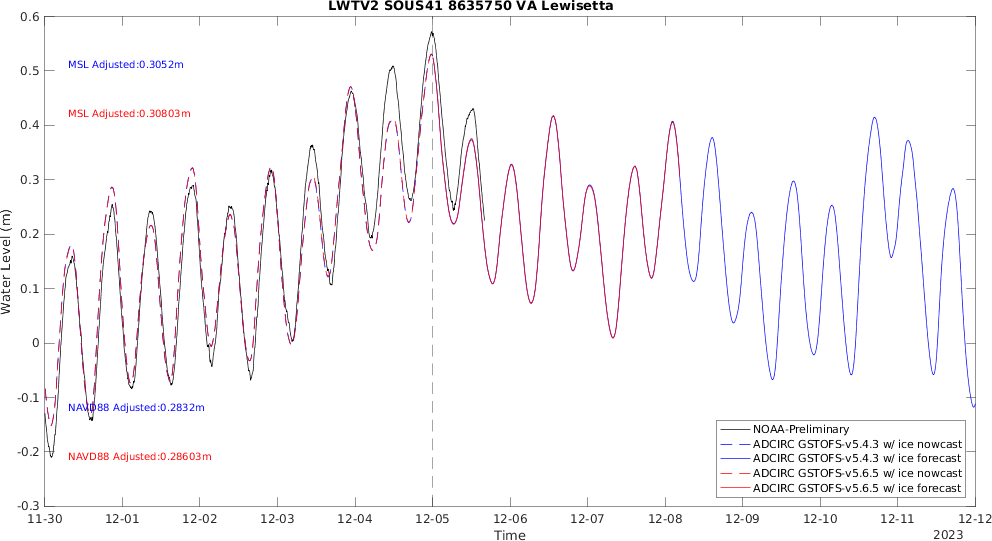 LWTV2 SOUS41 8635750 VA Lewisetta
0.6
0.5
0.4
0.3
0.2
0.1
0
-0.1
-0.2
-0.3
Water Level (m)
MSL Adjusted:0.3052m
MSL Adjusted:0.30803m
NAVD88 Adjusted:0.2832m
NAVD88 Adjusted:0.28603m
NOAA-Preliminary
ADCIRC GSTOFS-v5.4.3 w/ ice nowcast
ADCIRC GSTOFS-v5.4.3 w/ ice forecast
ADCIRC GSTOFS-v5.6.5 w/ ice nowcast
ADCIRC GSTOFS-v5.6.5 w/ ice forecast
11-30 12-01 12-02 12-03 12-04 12-05 12-06 12-07 12-08 12-09 12-10 12-11 12-12
Time
2023